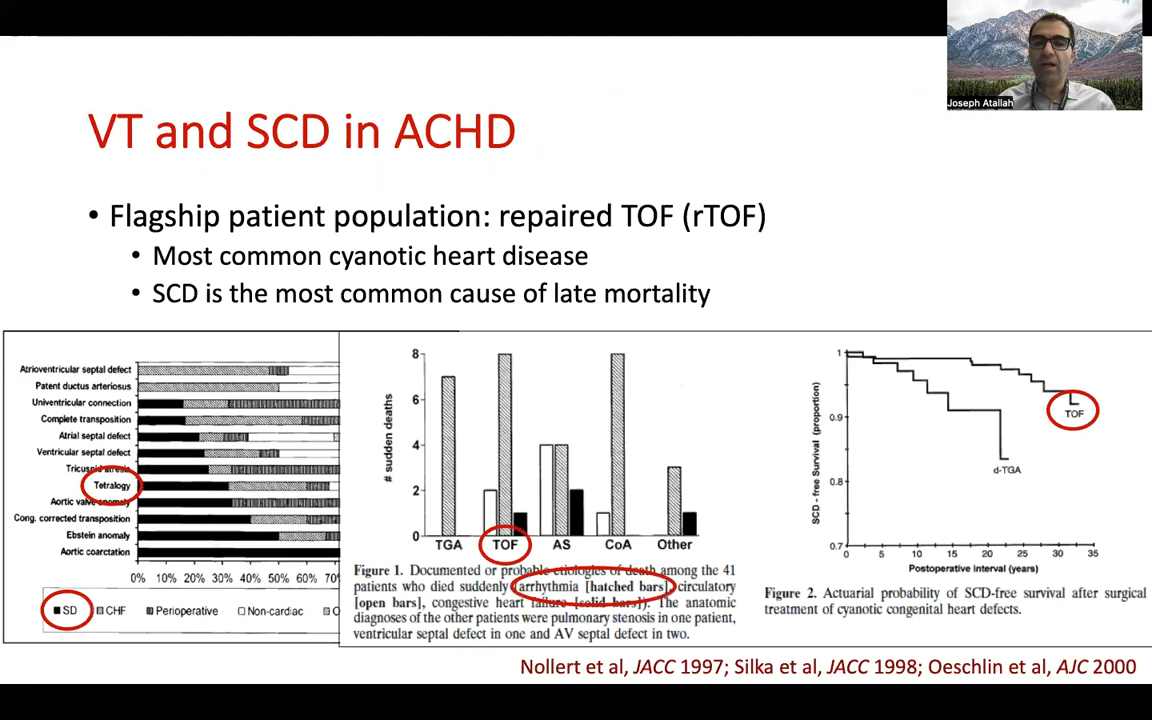 Joseph Atallah
VT and SCD in ACHD
• Flagship patient population: repaired TOF (rTOF)
• Most common cyanotic heart disease
• SCD is the most common cause of late mortality
Atrioventricular septal defect
Patent ductus arteriosus
Univentricular connection
Complete transposition
Atrial septal defect
Ventricular septal defect
Tricuspid atresia
Tetralogy
Aortic valve anomaly
Cong. corrected transposition
Ebstein anomaly
Aortic coarctation
0% 10% 20% 30% 40% 50% 60% 70%
SD CHF Perioperative Non-cardiac O
# sudden deaths
8
6
4
2
0
TGA TOF AS CoA Other
Figure 1. Documented or probable etiologies of death among the 41
patients who died suddenly (arrhythmia [hatched bars], circulatory
[open bars], congestive heart failure [solid bars]). The anatomic
diagnoses of the other patients were pulmonary stenosis in one patient,
ventricular septal defect in one and AV septal defect in two.
SCD - free Survival (proportion)
1
0.9
0.8
0.7
TOF
d-TGA
0 5 10 15 20 25 30 35
Postoperative interval (years)
Figure 2. Actuarial probability of SCD-free survival after surgical
treatment of cyanotic congenital heart defects.
Nollert et al, JACC 1997; Silka et al, JACC 1998; Oeschlin et al, AJC 2000